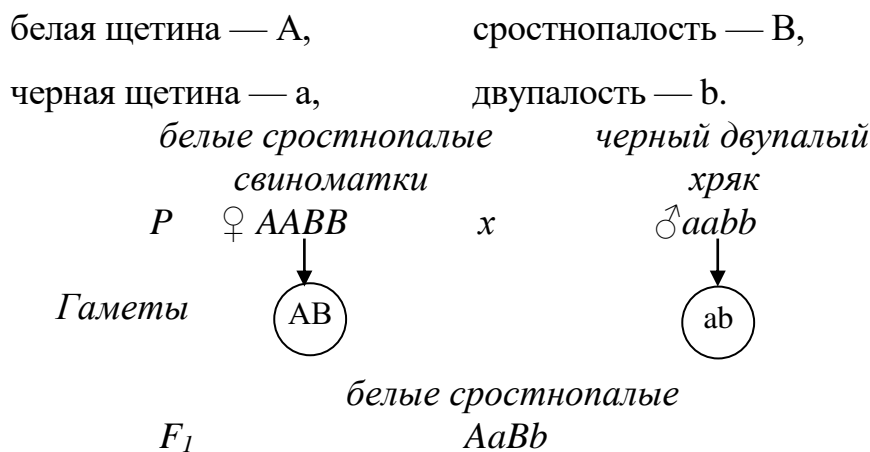 белая щетина — A, сростнопалость — B,
черная щетина — a, двупалость — b.
белые сростнопалые черный двупалый
свиноматки хряк
P ♀ AABB x ♂aabb
Гаметы AB ab
белые сростнопалые
F₁ AaBb